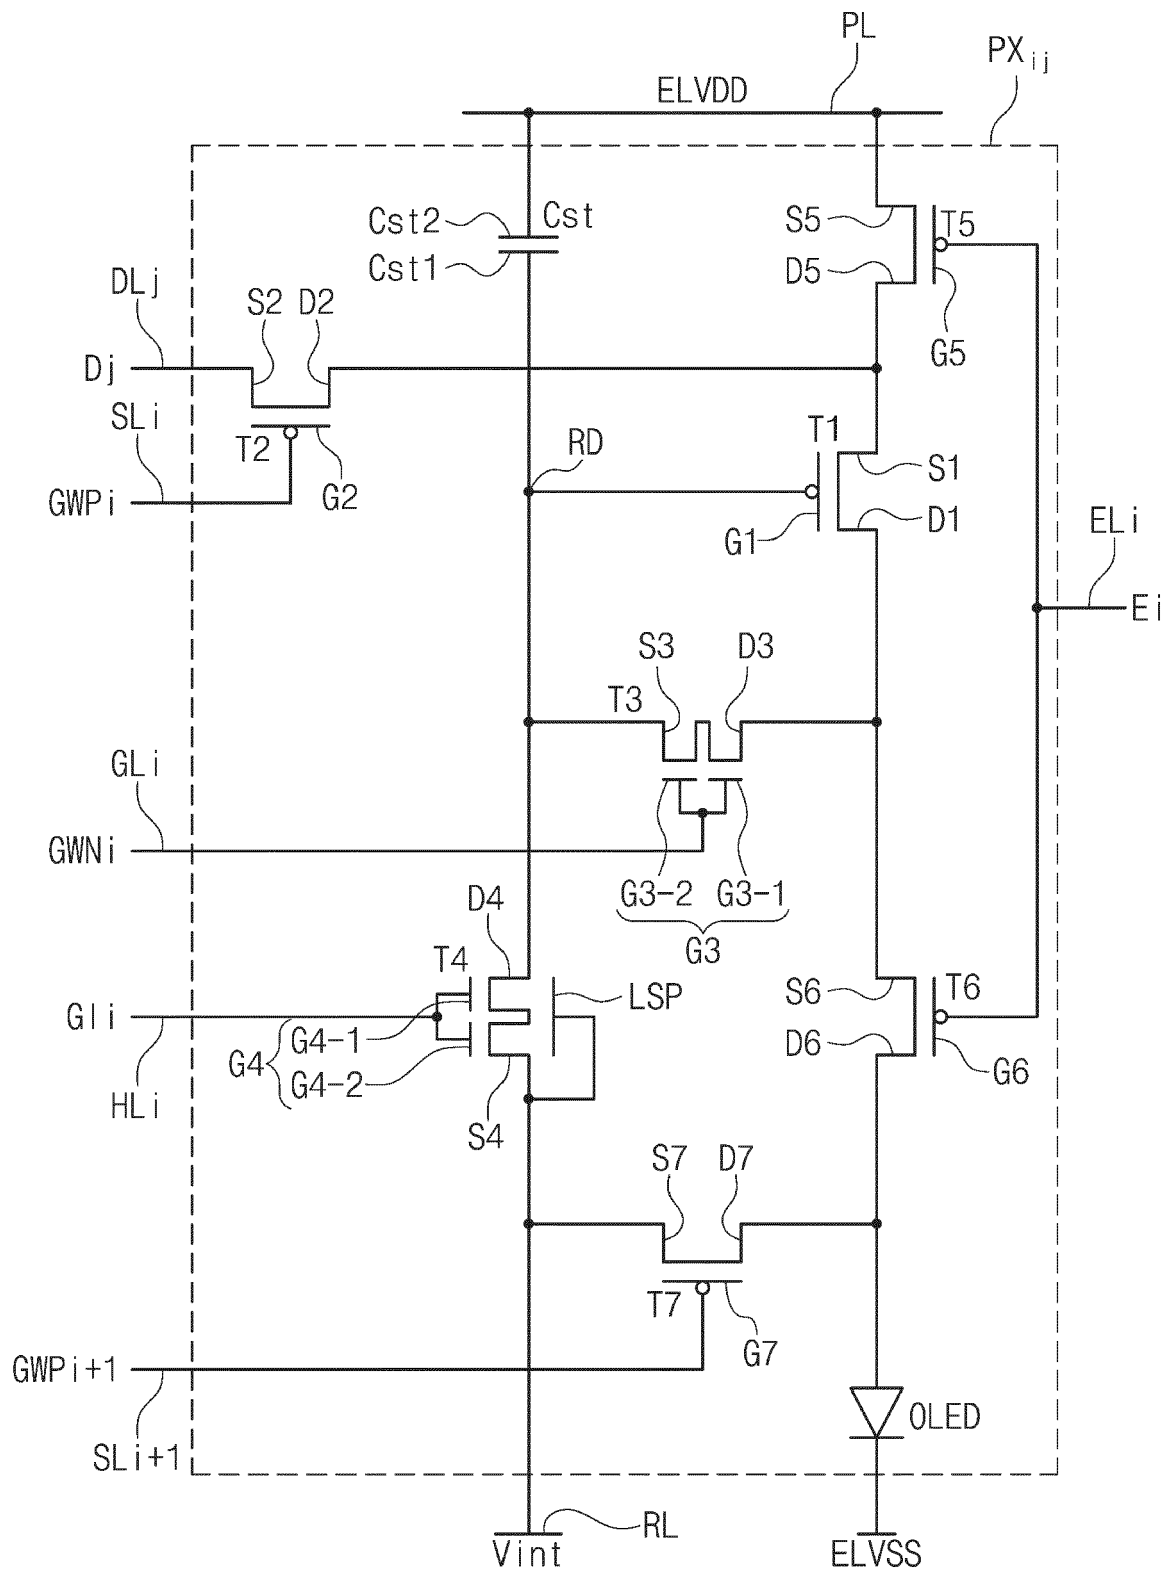 PL
PXij
ELVDD
Cst2
Cst
S5
T5
Cst1
D5
DLj
S2
D2
G5
Dj
SLi
T1
T2
RD
S1
G2
GWPi
D1
G1
ELi
Ei
S3
D3
T3
GLi
GWNi
G3-2
G3-1
D4
G3
T4
LSP
S6
T6
GIi
G4-1
D6
G4
G4-2
G6
HLi
S4
S7
D7
T7
G7
GWPi+1
OLED
SLi+1
RL
Vint
ELVSS